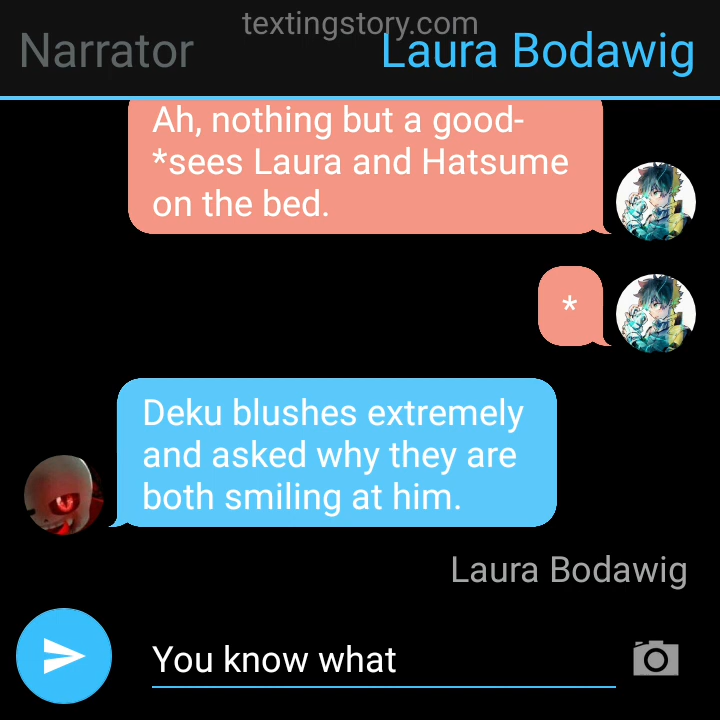 textingstory.com
Narrator
Laura Bodawig
Ah, nothing but a good-
*sees Laura and Hatsume
on the bed.
*
Deku blushes extremely
and asked why they are
both smiling at him.
Laura Bodawig
You know what